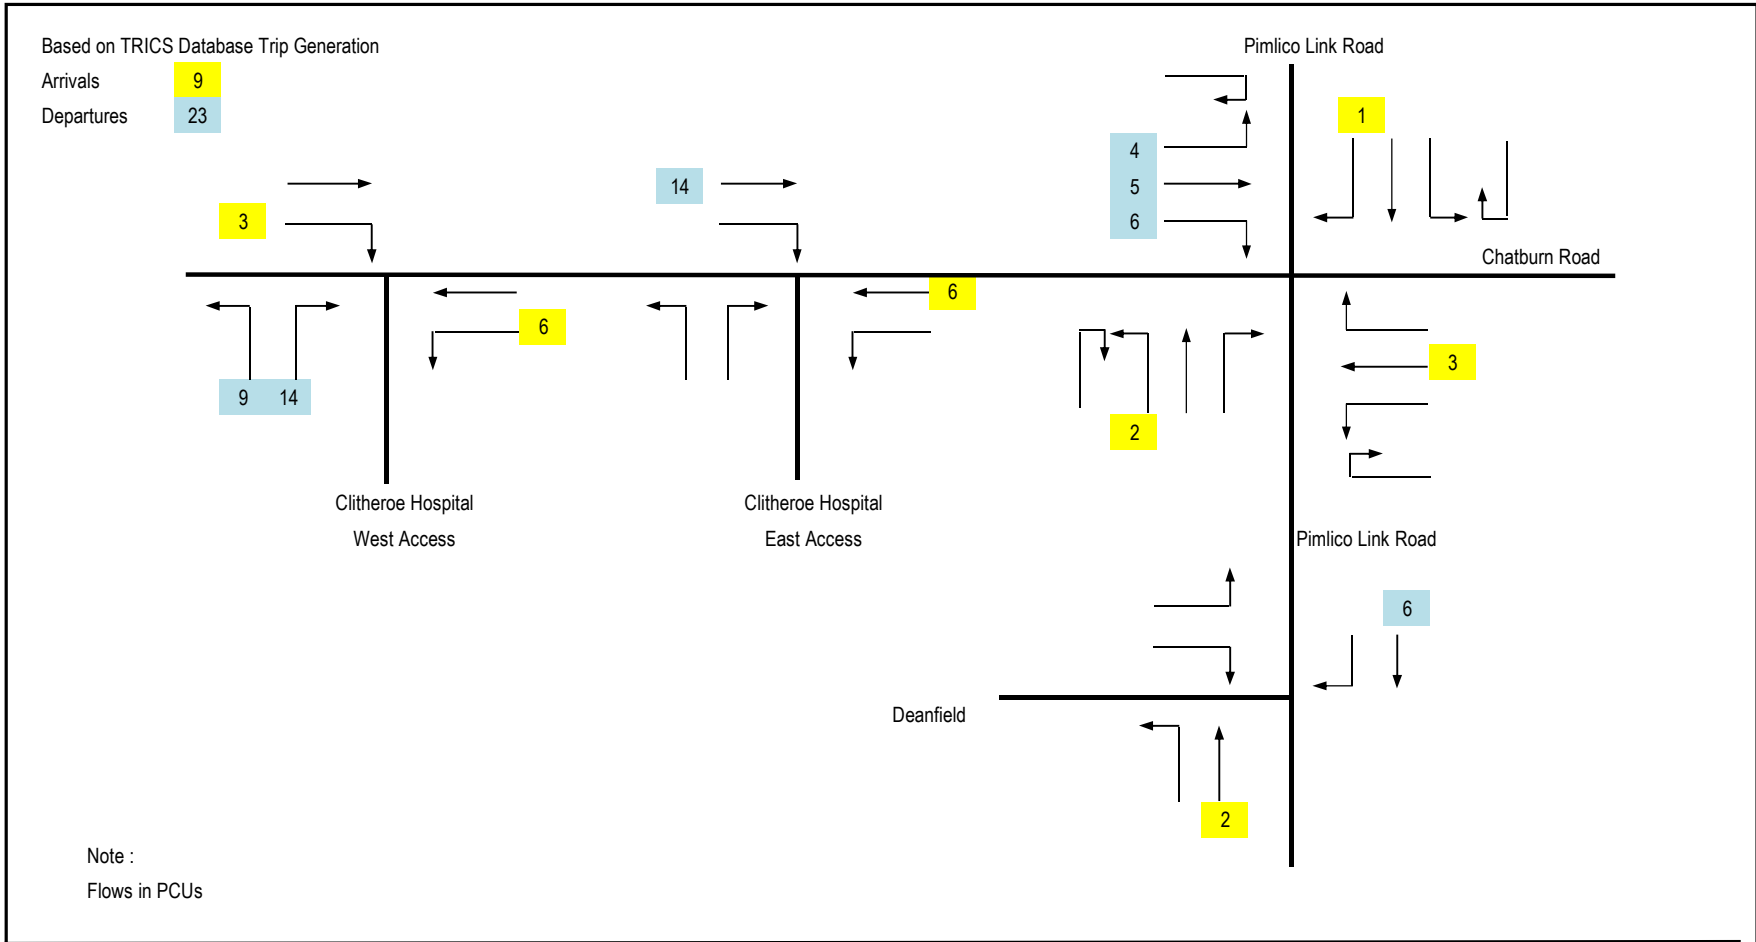 Based on TRICS Database Trip Generation
Pimlico Link Road
Arrivals 9
Departures 23
1
4
14 5
3 6
Chatburn Road
6
6
3
9 14
2
Clitheroe Hospital
West Access
Clitheroe Hospital
East Access
Pimlico Link Road
6
Deanfield
2
Note :
Flows in PCUs